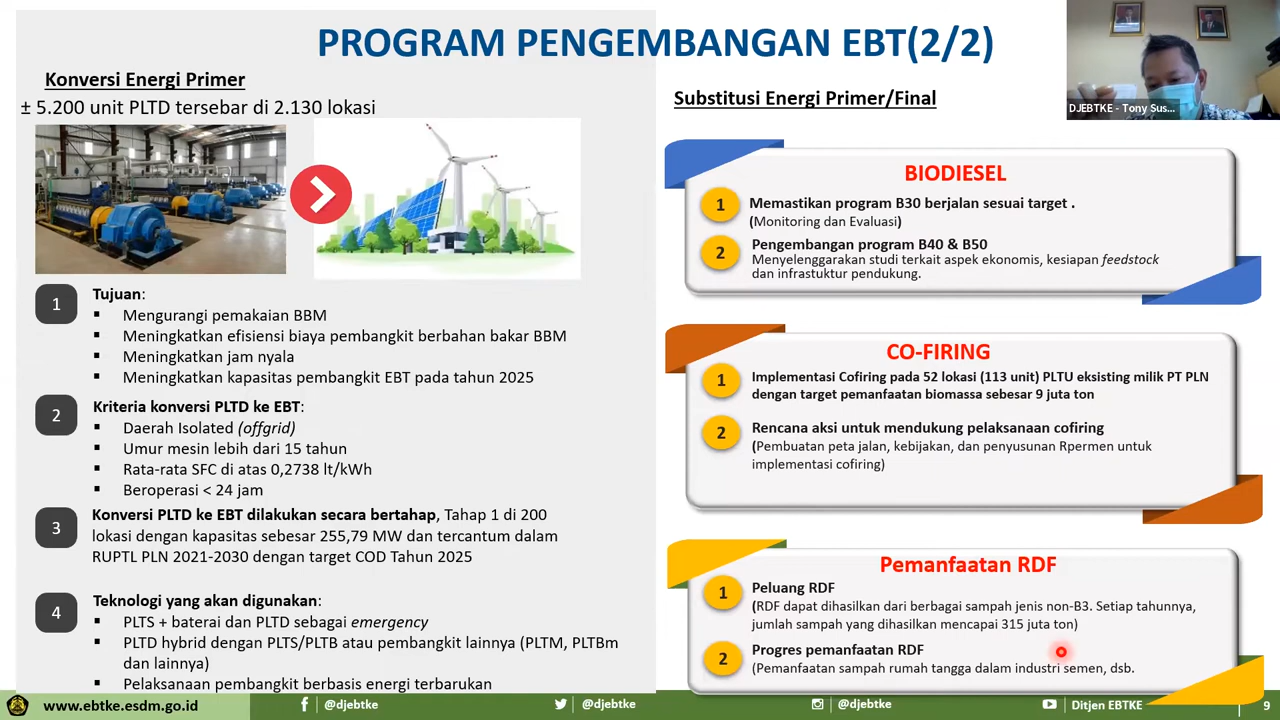 PROGRAM PENGEMBANGAN EBT(2/2)
Konversi Energi Primer
± 5.200 unit PLTD tersebar di 2.130 lokasi
1
Tujuan:
▪ Mengurangi pemakaian BBM
▪ Meningkatkan efisiensi biaya pembangkit berbahan bakar BBM
▪ Meningkatkan jam nyala
▪ Meningkatkan kapasitas pembangkit EBT pada tahun 2025
2
Kriteria konversi PLTD ke EBT:
▪ Daerah Isolated (offgrid)
▪ Umur mesin lebih dari 15 tahun
▪ Rata-rata SFC di atas 0,2738 lt/kWh
▪ Beroperasi < 24 jam
3
Konversi PLTD ke EBT dilakukan secara bertahap, Tahap 1 di 200
lokasi dengan kapasitas sebesar 255,79 MW dan tercantum dalam
RUPTL PLN 2021-2030 dengan target COD Tahun 2025
4
Teknologi yang akan digunakan:
▪ PLTS + baterai dan PLTD sebagai emergency
▪ PLTD hybrid dengan PLTS/PLTB atau pembangkit lainnya (PLTM, PLTBm
dan lainnya)
▪ Pelaksanaan pembangkit berbasis energi terbarukan
Substitusi Energi Primer/Final
BIODIESEL
1
Memastikan program B30 berjalan sesuai target .
(Monitoring dan Evaluasi)
2
Pengembangan program B40 & B50
Menyelenggarakan studi terkait aspek ekonomis, kesiapan feedstock
dan infrastuktur pendukung.
CO-FIRING
1
Implementasi Cofiring pada 52 lokasi (113 unit) PLTU eksisting milik PT PLN
dengan target pemanfaatan biomassa sebesar 9 juta ton
2
Rencana aksi untuk mendukung pelaksanaan cofiring
(Pembuatan peta jalan, kebijakan, dan penyusunan Rpermen untuk
implementasi cofiring)
Pemanfaatan RDF
1
Peluang RDF
(RDF dapat dihasilkan dari berbagai sampah jenis non-B3. Setiap tahunnya,
jumlah sampah yang dihasilkan mencapai 315 juta ton)
2
Progres pemanfaatan RDF
(Pemanfaatan sampah rumah tangga dalam industri semen, dsb.
DJEBTKE - Tony Sus...
www.ebtke.esdm.go.id
@djebtke
@djebtke
@djebtke
Ditjen EBTKE
9